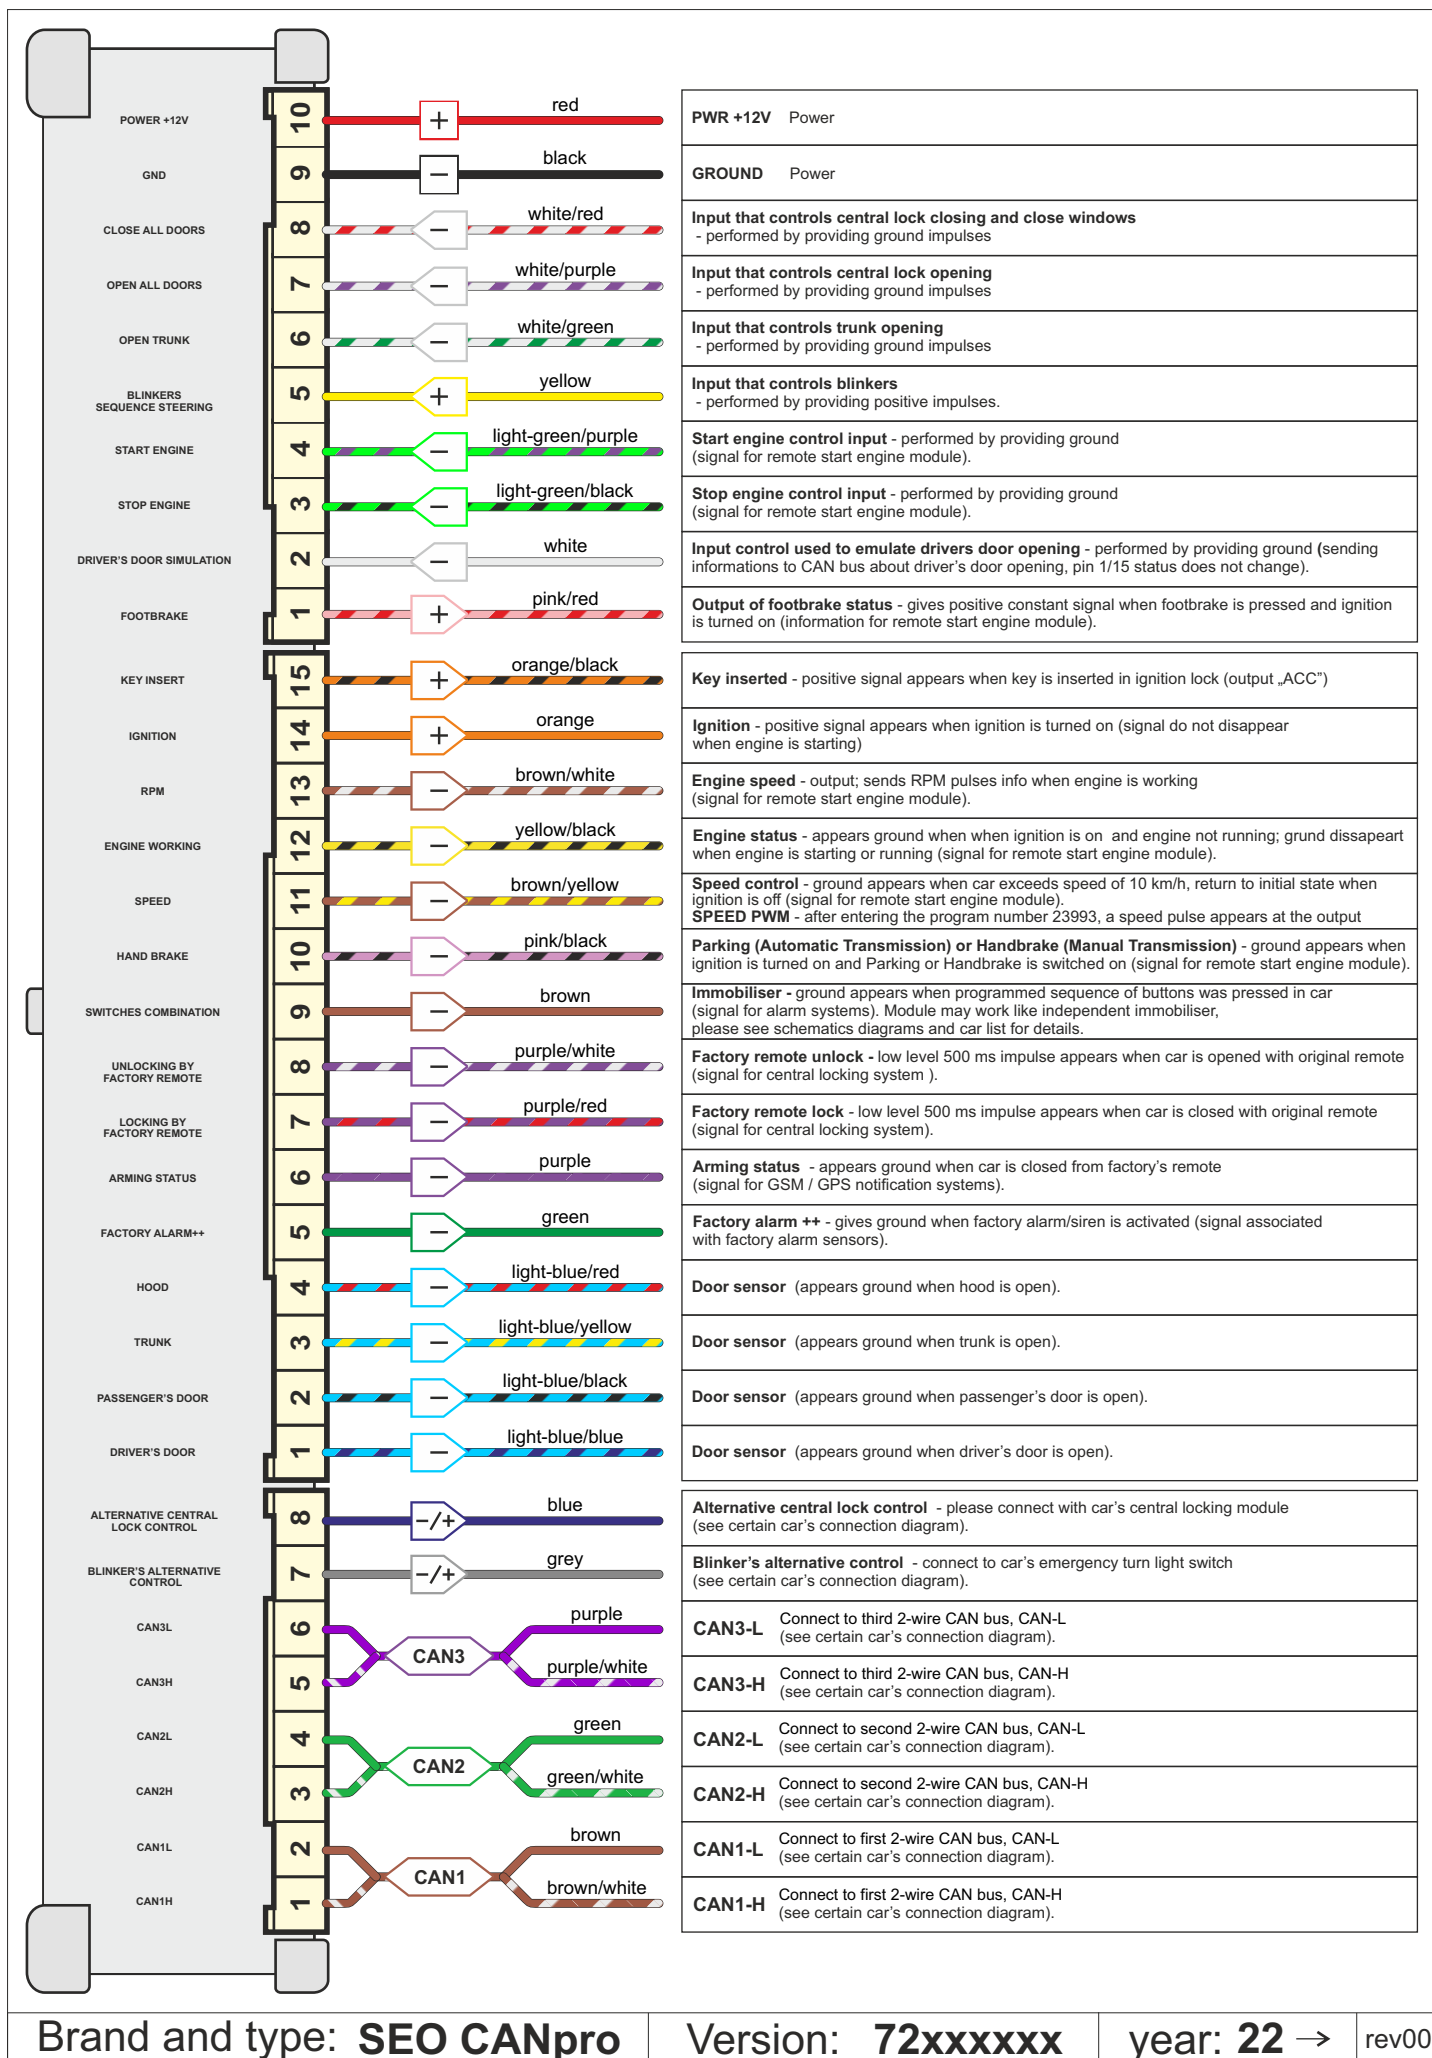 POWER +12V
10
+
red
PWR +12V Power
GND
9
−
black
GROUND Power
CLOSE ALL DOORS
8
−
white/red
Input that controls central lock closing and close windows
- performed by providing ground impulses
OPEN ALL DOORS
7
−
white/purple
Input that controls central lock opening
- performed by providing ground impulses
OPEN TRUNK
6
−
white/green
Input that controls trunk opening
- performed by providing ground impulses
BLINKERS
SEQUENCE STEERING
5
+
yellow
Input that controls blinkers
- performed by providing positive impulses.
START ENGINE
4
−
light-green/purple
Start engine control input - performed by providing ground
(signal for remote start engine module).
STOP ENGINE
3
−
light-green/black
Stop engine control input - performed by providing ground
(signal for remote start engine module).
DRIVER'S DOOR SIMULATION
2
−
white
Input control used to emulate drivers door opening - performed by providing ground (sending
informations to CAN bus about driver's door opening, pin 1/15 status does not change).
FOOTBRAKE
1
+
pink/red
Output of footbrake status - gives positive constant signal when footbrake is pressed and ignition
is turned on (information for remote start engine module).
KEY INSERT
15
+
orange/black
Key inserted - positive signal appears when key is inserted in ignition lock (output „ACC")
IGNITION
14
+
orange
Ignition - positive signal appears when ignition is turned on (signal do not disappear
when engine is starting)
RPM
13
−
brown/white
Engine speed - output; sends RPM pulses info when engine is working
(signal for remote start engine module).
ENGINE WORKING
12
−
yellow/black
Engine status - appears ground when when ignition is on and engine not running; grund dissapeart
when engine is starting or running (signal for remote start engine module).
SPEED
11
−
brown/yellow
Speed control - ground appears when car exceeds speed of 10 km/h, return to initial state when
ignition is off (signal for remote start engine module).
SPEED PWM - after entering the program number 23993, a speed pulse appears at the output
HAND BRAKE
10
−
pink/black
Parking (Automatic Transmission) or Handbrake (Manual Transmission) - ground appears when
ignition is turned on and Parking or Handbrake is switched on (signal for remote start engine module).
SWITCHES COMBINATION
9
−
brown
Immobiliser - ground appears when programmed sequence of buttons was pressed in car
(signal for alarm systems). Module may work like independent immobiliser,
please see schematics diagrams and car list for details.
UNLOCKING BY
FACTORY REMOTE
8
−
purple/white
Factory remote unlock - low level 500 ms impulse appears when car is opened with original remote
(signal for central locking system ).
LOCKING BY
FACTORY REMOTE
7
−
purple/red
Factory remote lock - low level 500 ms impulse appears when car is closed with original remote
(signal for central locking system).
ARMING STATUS
6
−
purple
Arming status - appears ground when car is closed from factory's remote
(signal for GSM / GPS notification systems).
FACTORY ALARM++
5
−
green
Factory alarm ++ - gives ground when factory alarm/siren is activated (signal associated
with factory alarm sensors).
HOOD
4
−
light-blue/red
Door sensor (appears ground when hood is open).
TRUNK
3
−
light-blue/yellow
Door sensor (appears ground when trunk is open).
PASSENGER'S DOOR
2
−
light-blue/black
Door sensor (appears ground when passenger's door is open).
DRIVER'S DOOR
1
−
light-blue/blue
Door sensor (appears ground when driver's door is open).
ALTERNATIVE CENTRAL
LOCK CONTROL
8
−/+
blue
Alternative central lock control - please connect with car's central locking module
(see certain car's connection diagram).
BLINKER'S ALTERNATIVE
CONTROL
7
−/+
grey
Blinker's alternative control - connect to car's emergency turn light switch
(see certain car's connection diagram).
CAN3L
6
purple
CAN3-L Connect to third 2-wire CAN bus, CAN-L
(see certain car's connection diagram).
CAN3
CAN3H
5
purple/white
CAN3-H Connect to third 2-wire CAN bus, CAN-H
(see certain car's connection diagram).
CAN2L
4
green
CAN2-L Connect to second 2-wire CAN bus, CAN-L
(see certain car's connection diagram).
CAN2
CAN2H
3
green/white
CAN2-H Connect to second 2-wire CAN bus, CAN-H
(see certain car's connection diagram).
CAN1L
2
brown
CAN1-L Connect to first 2-wire CAN bus, CAN-L
(see certain car's connection diagram).
CAN1
CAN1H
1
brown/white
CAN1-H Connect to first 2-wire CAN bus, CAN-H
(see certain car's connection diagram).
Brand and type: SEO CANpro Version: 72xxxxxx year: 22 → rev00